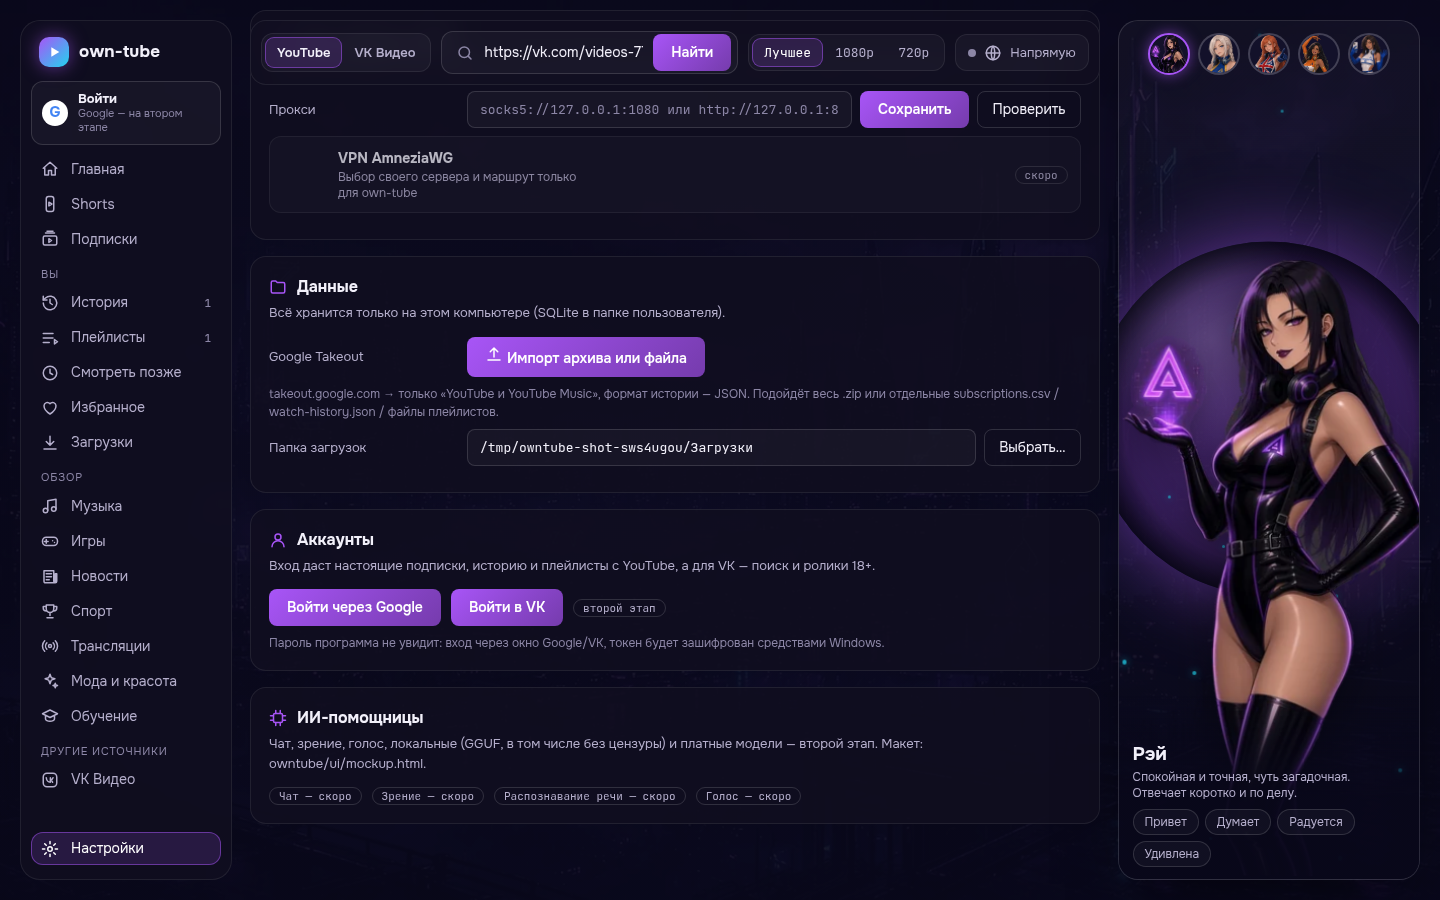 own-tube
Войти
Google — на втором
этапе
Главная
Shorts
Подписки
ВЫ
История 1
Плейлисты 1
Смотреть позже
Избранное
Загрузки
ОБЗОР
Музыка
Игры
Новости
Спорт
Трансляции
Мода и красота
Обучение
ДРУГИЕ ИСТОЧНИКИ
VK Видео
Настройки
YouTube VK Видео https://vk.com/videos-7 Найти Лучшее 1080p 720p Напрямую
Прокси socks5://127.0.0.1:1080 или http://127.0.0.1:8 Сохранить Проверить
VPN AmneziaWG
Выбор своего сервера и маршрут только
для own-tube
скоро
Данные
Всё хранится только на этом компьютере (SQLite в папке пользователя).
Google Takeout Импорт архива или файла
takeout.google.com → только «YouTube и YouTube Music», формат истории — JSON. Подойдёт весь .zip или отдельные subscriptions.csv /
watch-history.json / файлы плейлистов.
Папка загрузок /tmp/owntube-shot-sws4ugou/Загрузки Выбрать…
Аккаунты
Вход даст настоящие подписки, историю и плейлисты с YouTube, а для VK — поиск и ролики 18+.
Войти через Google Войти в VK второй этап
Пароль программа не увидит: вход через окно Google/VK, токен будет зашифрован средствами Windows.
ИИ-помощницы
Чат, зрение, голос, локальные (GGUF, в том числе без цензуры) и платные модели — второй этап. Макет:
owntube/ui/mockup.html.
Чат — скоро Зрение — скоро Распознавание речи — скоро Голос — скоро
Рэй
Спокойная и точная, чуть загадочная.
Отвечает коротко и по делу.
Привет Думает Радуется
Удивлена